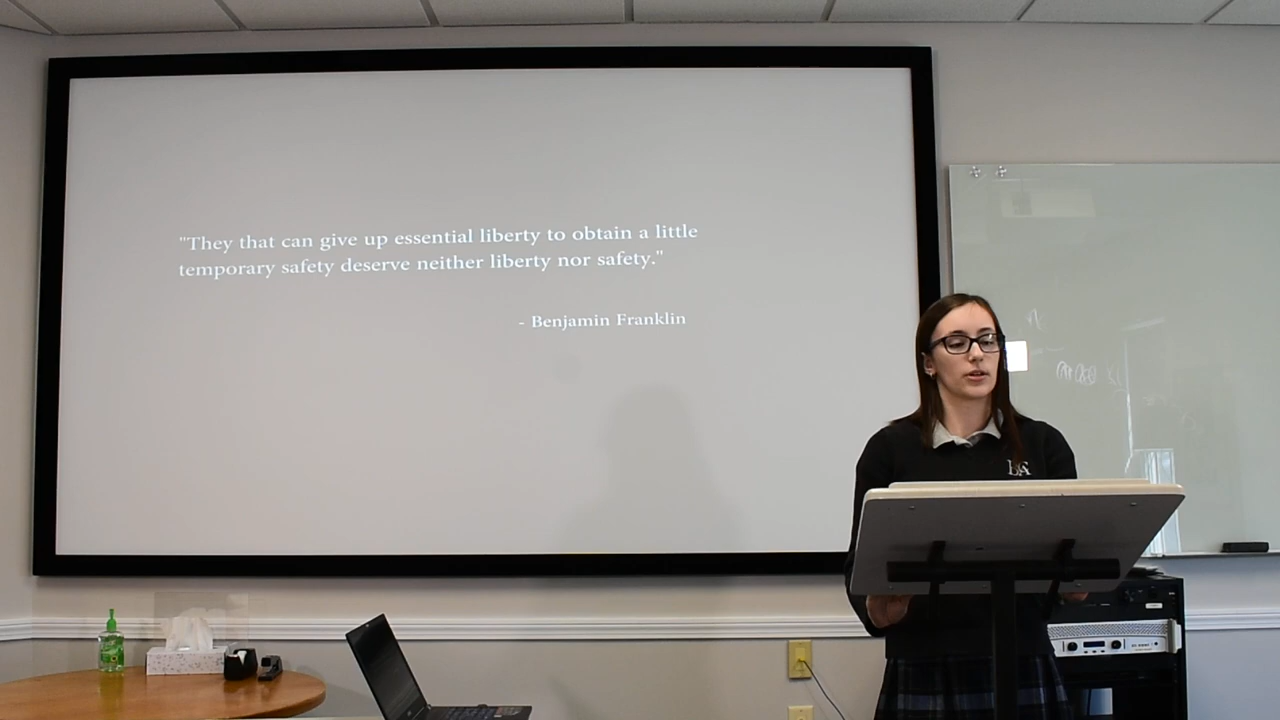 "They that can give up essential liberty to obtain a little
temporary safety deserve neither liberty nor safety."
- Benjamin Franklin